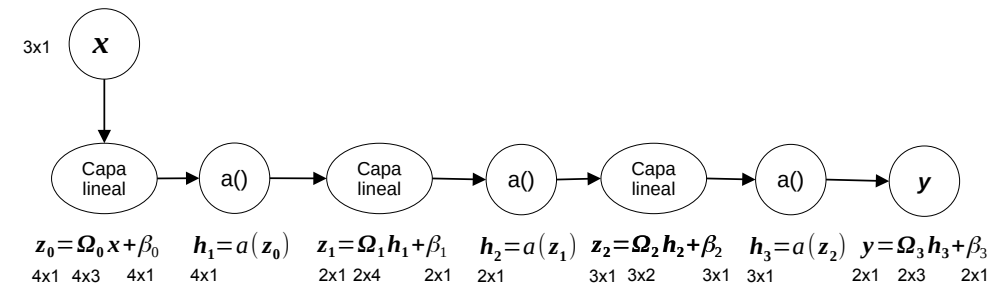 3x1
x
Capa lineal
a()
Capa lineal
a()
Capa lineal
a()
y
z₀=Ω₀x+β₀ h₁=a(z₀) z₁=Ω₁h₁+β₁ h₂=a(z₁) z₂=Ω₂h₂+β₂ h₃=a(z₂) y=Ω₃h₃+β₃
4x1 4x3 4x1 4x1 2x1 2x4 2x1 2x1 3x1 3x2 3x1 3x1 2x1 2x3 2x1